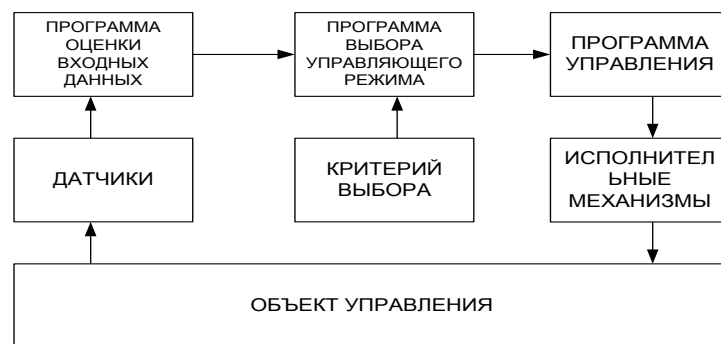 ПРОГРАММА
ОЦЕНКИ
ВХОДНЫХ
ДАННЫХ
ПРОГРАММА
ВЫБОРА
УПРАВЛЯЮЩЕГО
РЕЖИМА
ПРОГРАММА
УПРАВЛЕНИЯ
ДАТЧИКИ
КРИТЕРИЙ
ВЫБОРА
ИСПОЛНИТЕЛ
ЬНЫЕ
МЕХАНИЗМЫ
ОБЪЕКТ УПРАВЛЕНИЯ